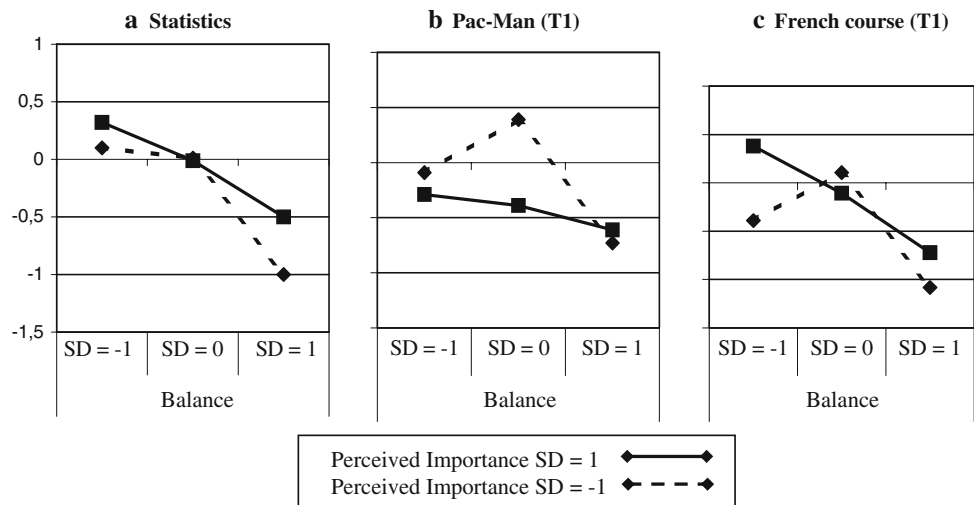 a Statistics
b Pac-Man (T1)
c French course (T1)
1
0,5
0
-0,5
-1
-1,5
SD = -1 SD = 0 SD = 1
SD = -1 SD = 0 SD = 1
SD = -1 SD = 0 SD = 1
Balance
Balance
Balance
Perceived Importance SD = 1
Perceived Importance SD = -1